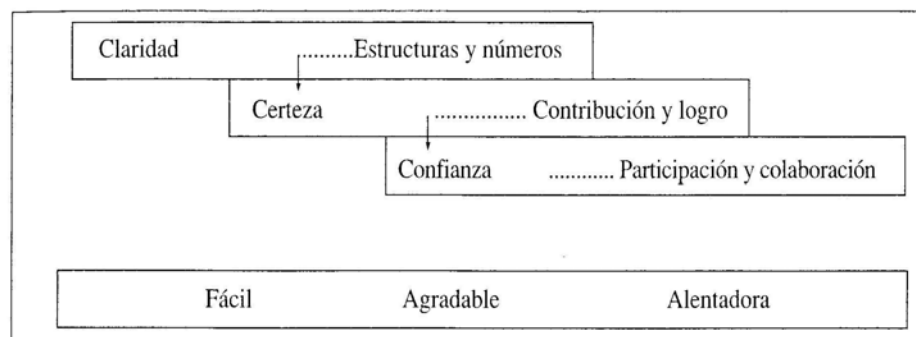 Claridad ..........Estructuras y números
Certeza ................ Contribución y logro
Confianza ............ Participación y colaboración
Fácil Agradable Alentadora